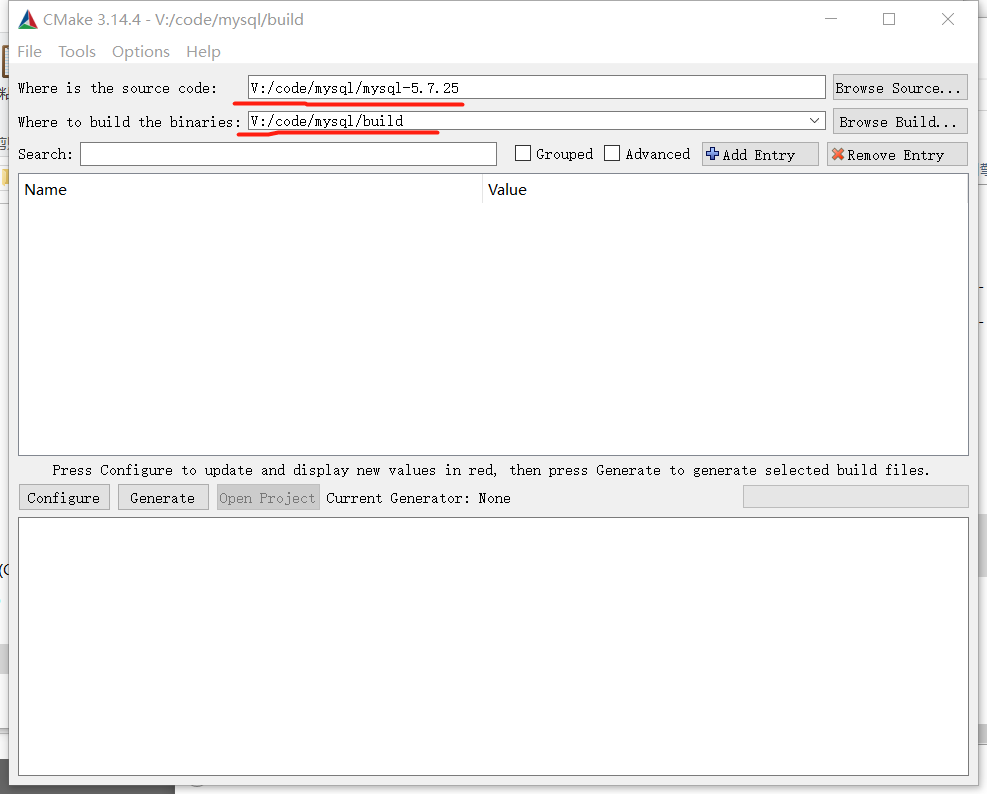 CMake 3.14.4 - V:/code/mysql/build
File Tools Options Help
Where is the source code: V:/code/mysql/mysql-5.7.25 Browse Source...
Where to build the binaries: V:/code/mysql/build Browse Build...
Search: Grouped Advanced Add Entry Remove Entry
Name Value
Press Configure to update and display new values in red, then press Generate to generate selected build files.
Configure Generate Open Project Current Generator: None